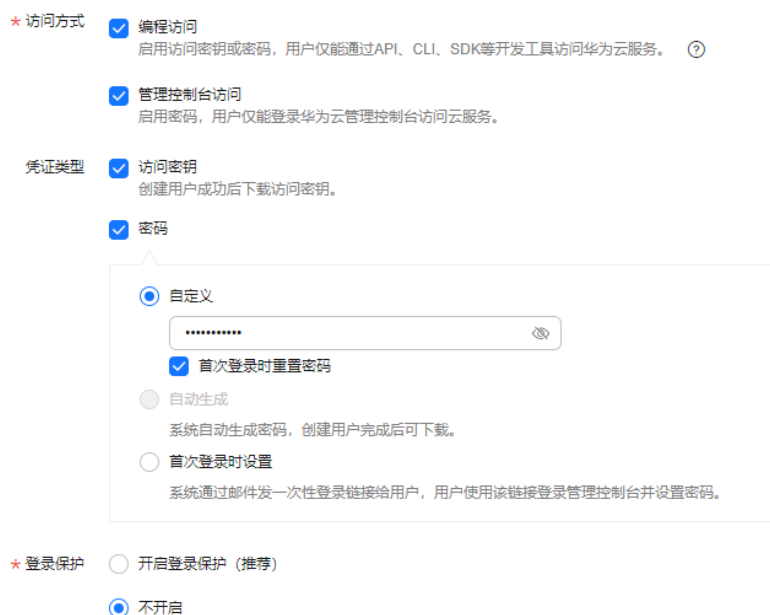 * 访问方式 编程访问
启用访问密钥或密码，用户仅能通过API、CLI、SDK等开发工具访问华为云服务。 ?
管理控制台访问
启用密码，用户仅能登录华为云管理控制台访问云服务。
凭证类型 访问密钥
创建用户成功后下载访问密钥。
密码
自定义
•••••••••••
首次登录时重置密码
自动生成
系统自动生成密码，创建用户完成后可下载。
首次登录时设置
系统通过邮件发一次性登录链接给用户，用户使用该链接登录管理控制台并设置密码。
* 登录保护 开启登录保护（推荐）
不开启